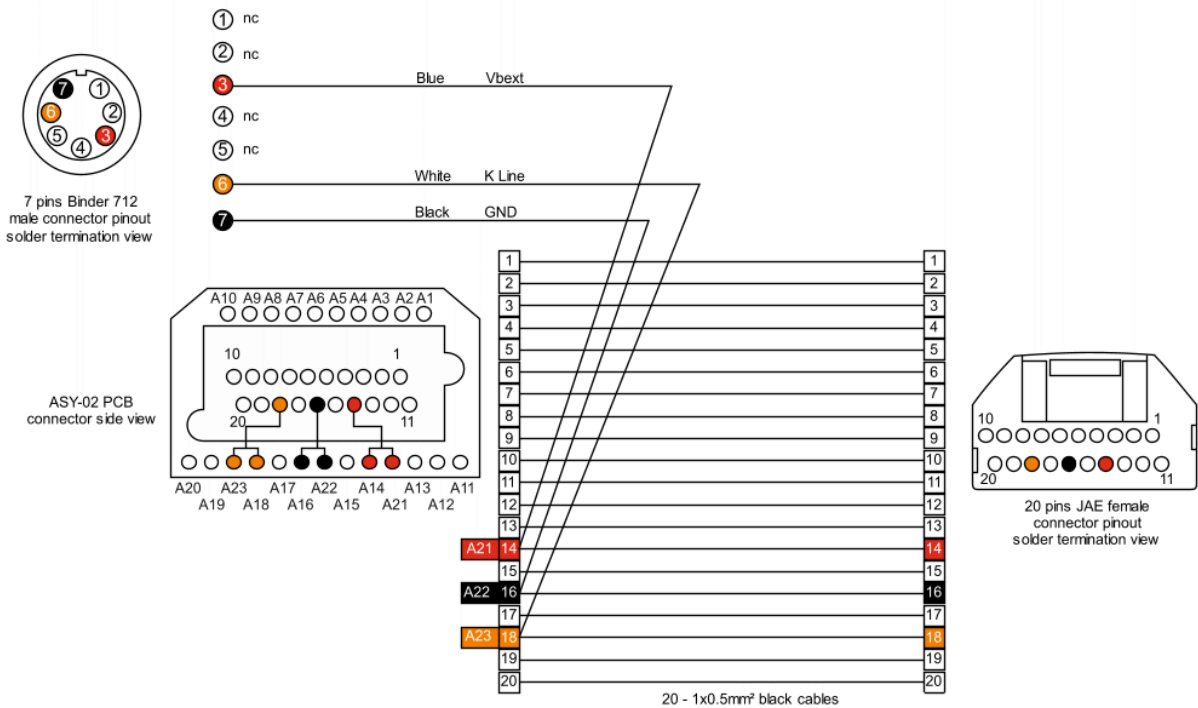 1 nc
2 nc
3 Blue Vbext
4 nc
5 nc
6 White K Line
7 Black GND
7 1
6 2
5 3
4
7 pins Binder 712
male connector pinout
solder termination view
A10 A9 A8 A7 A6 A5 A4 A3 A2 A1
10 1
20 11
A20 A23 A17 A22 A14 A13 A11
A19 A18 A16 A15 A21 A12
ASY-02 PCB
connector side view
1 1
2 2
3 3
4 4
5 5
6 6
7 7
8 8
9 9
10 10
11 11
12 12
13 13
A21 14 14
15 15
A22 16 16
17 17
A23 18 18
19 19
20 20
20 - 1x0.5mm² black cables
10 1
20 11
20 pins JAE female
connector pinout
solder termination view